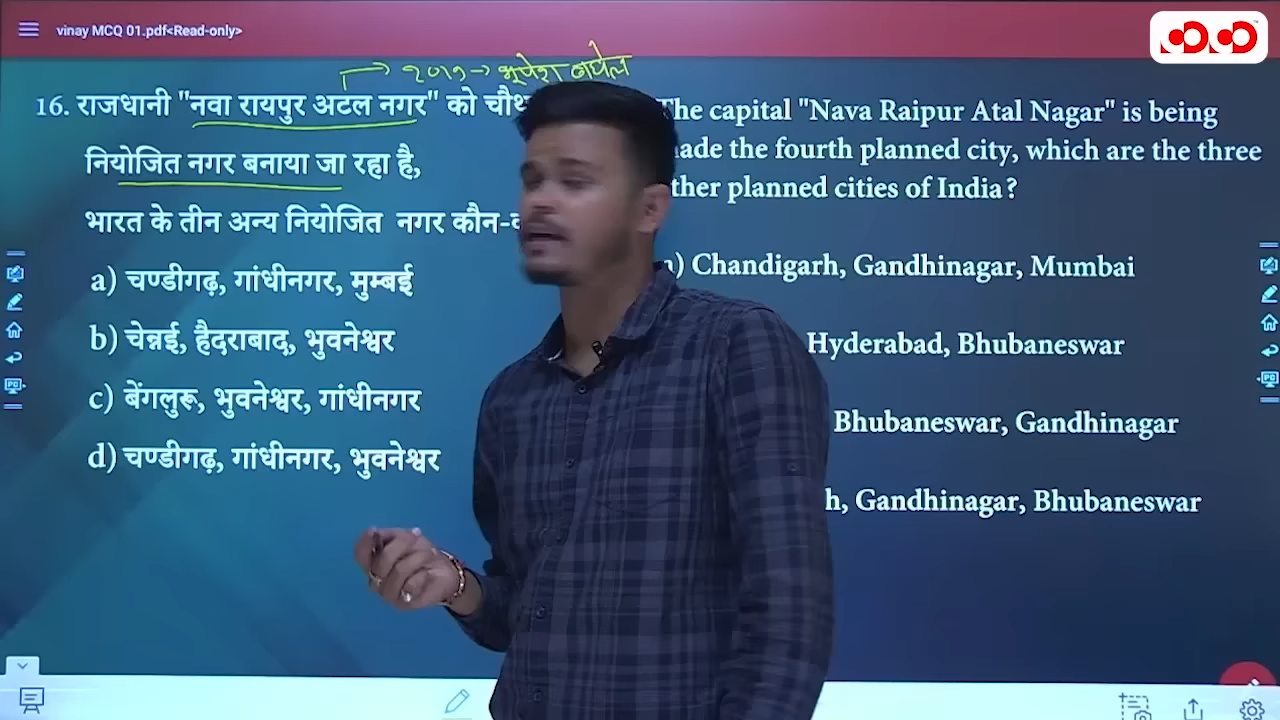 vinay MCQ 01.pdf<Read-only>
→ २०१९ → भूपेश बघेल
16. राजधानी "नवा रायपुर अटल नगर" को
नियोजित नगर बनाया जा रहा है,
भारत के तीन अन्य नियोजित नगर
a) चण्डीगढ़, गांधीनगर, मुम्बई
b) चेन्नई, हैदराबाद, भुवनेश्वर
c) बेंगलुरू, भुवनेश्वर, गांधीनगर
d) चण्डीगढ़, गांधीनगर, भुवनेश्वर
The capital "Nava Raipur Atal Nagar" is being
the fourth planned city, which are the three
planned cities of India?
Chandigarh, Gandhinagar, Mumbai
Hyderabad, Bhubaneswar
Bhubaneswar, Gandhinagar
Gandhinagar, Bhubaneswar